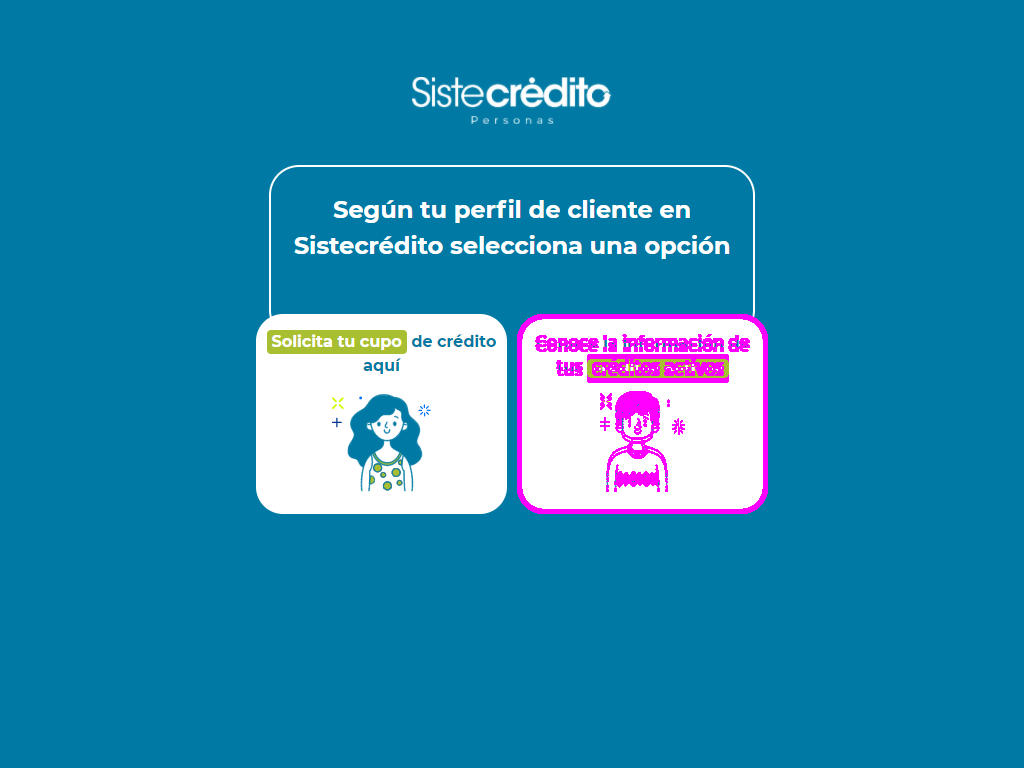 Sistecrédito
Personas
Según tu perfil de cliente en
Sistecrédito selecciona una opción
Solicita tu cupo de crédito
aquí
Conoce la información de
tus créditos activos